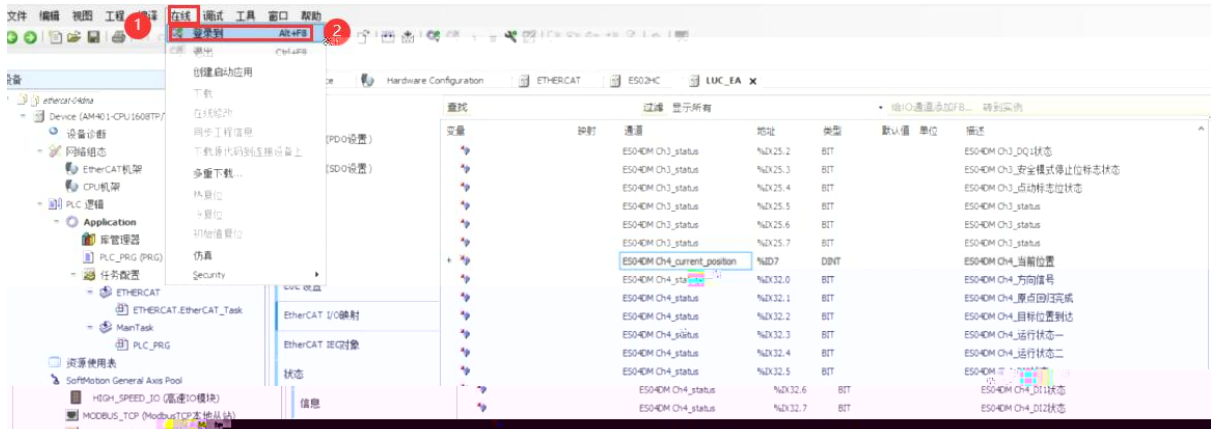 文件 编辑 视图 工程 编译 在线 调试 工具 窗口 帮助
1
2
登录到 Alt+F8
退出 Ctrl+F8
创建启动应用
下载
在线修改
同步工程信息
下载源代码到连接设备上
多重下载...
热复位
冷复位
初始值复位
仿真
Security
设备
ethercat-04dma
Device (AM401-CPU1608TP/
设备诊断
网络组态
EtherCAT机架
CPU机架
PLC 逻辑
Application
库管理器
PLC_PRG (PRG)
任务配置
ETHERCAT
ETHERCAT.EtherCAT_Task
MainTask
PLC_PRG
资源使用表
SoftMotion General Axis Pool
HIGH_SPEED_IO (高速IO模块)
MODBUS_TCP (ModbusTCP本地从站)
Hardware Configuration ETHERCAT ES02HC LUC_EA
(PDO设置)
(SDO设置)
EtherCAT I/O映射
EtherCAT IEC对象
状态
信息
查找 过滤 显示所有 给IO通道添加FB... 转到实例
变量 映射 通道 地址 类型 默认值 单位 描述
ES04DM Ch3_status %IX25.2 BIT ES04DM Ch3_DQ1状态
ES04DM Ch3_status %IX25.3 BIT ES04DM Ch3_安全模式停止位标志状态
ES04DM Ch3_status %IX25.4 BIT ES04DM Ch3_点动标志位状态
ES04DM Ch3_status %IX25.5 BIT ES04DM Ch3_status
ES04DM Ch3_status %IX25.6 BIT ES04DM Ch3_status
ES04DM Ch3_status %IX25.7 BIT ES04DM Ch3_status
ES04DM Ch4_current_position %ID7 DINT ES04DM Ch4_当前位置
ES04DM %IX32.0 BIT ES04DM Ch4_方向信号
ES04DM Ch4_status %IX32.1 BIT ES04DM Ch4_原点回归完成
ES04DM Ch4_status %IX32.2 BIT ES04DM Ch4_目标位置到达
ES04DM Ch4_status %IX32.3 BIT ES04DM Ch4_运行状态一
ES04DM Ch4_status %IX32.4 BIT ES04DM Ch4_运行状态二
ES04DM Ch4_status %IX32.5 BIT ES04DM
ES04DM Ch4_status %IX32.6 BIT ES04DM Ch4_DI1状态
ES04DM Ch4_status %IX32.7 BIT ES04DM Ch4_DI2状态